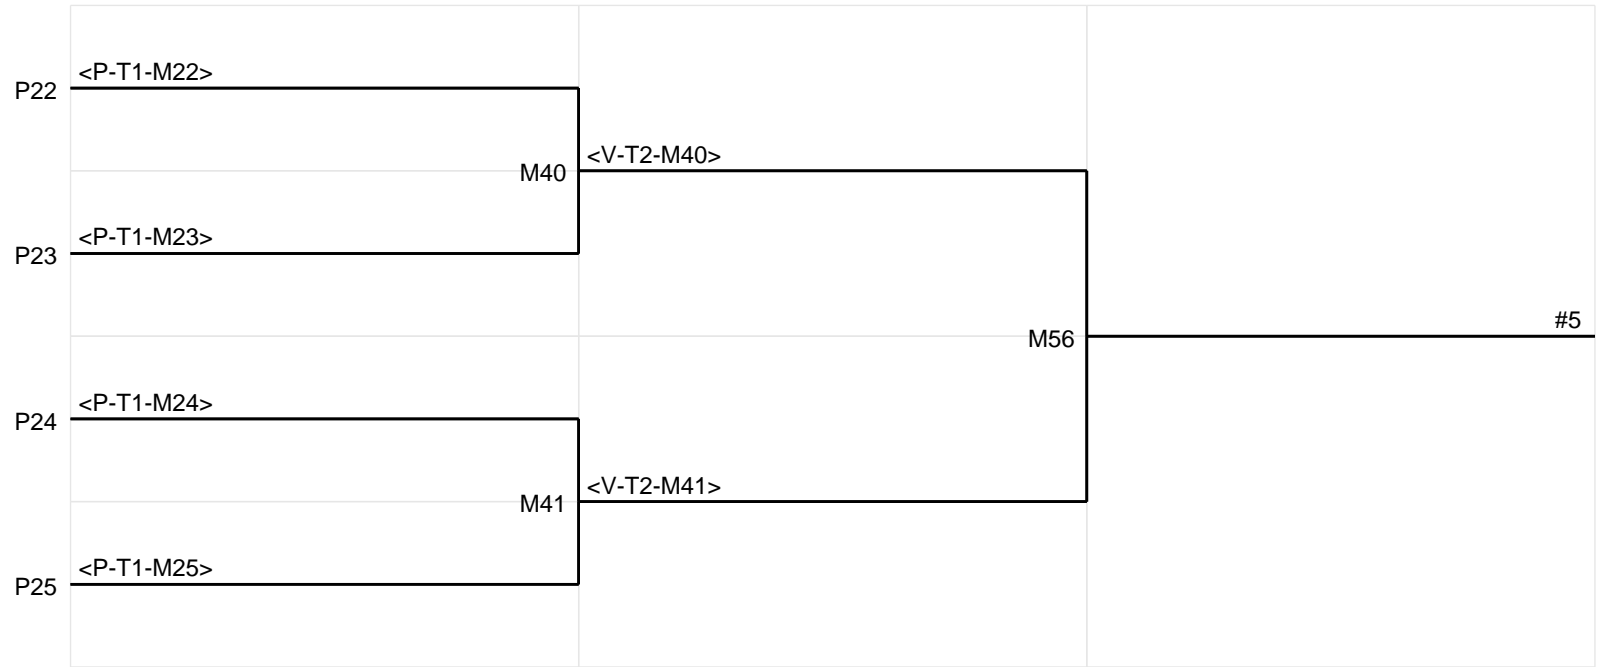 <P-T1-M22>
P22
<V-T2-M40>
M40
<P-T1-M23>
P23
#5
M56
<P-T1-M24>
P24
<V-T2-M41>
M41
<P-T1-M25>
P25